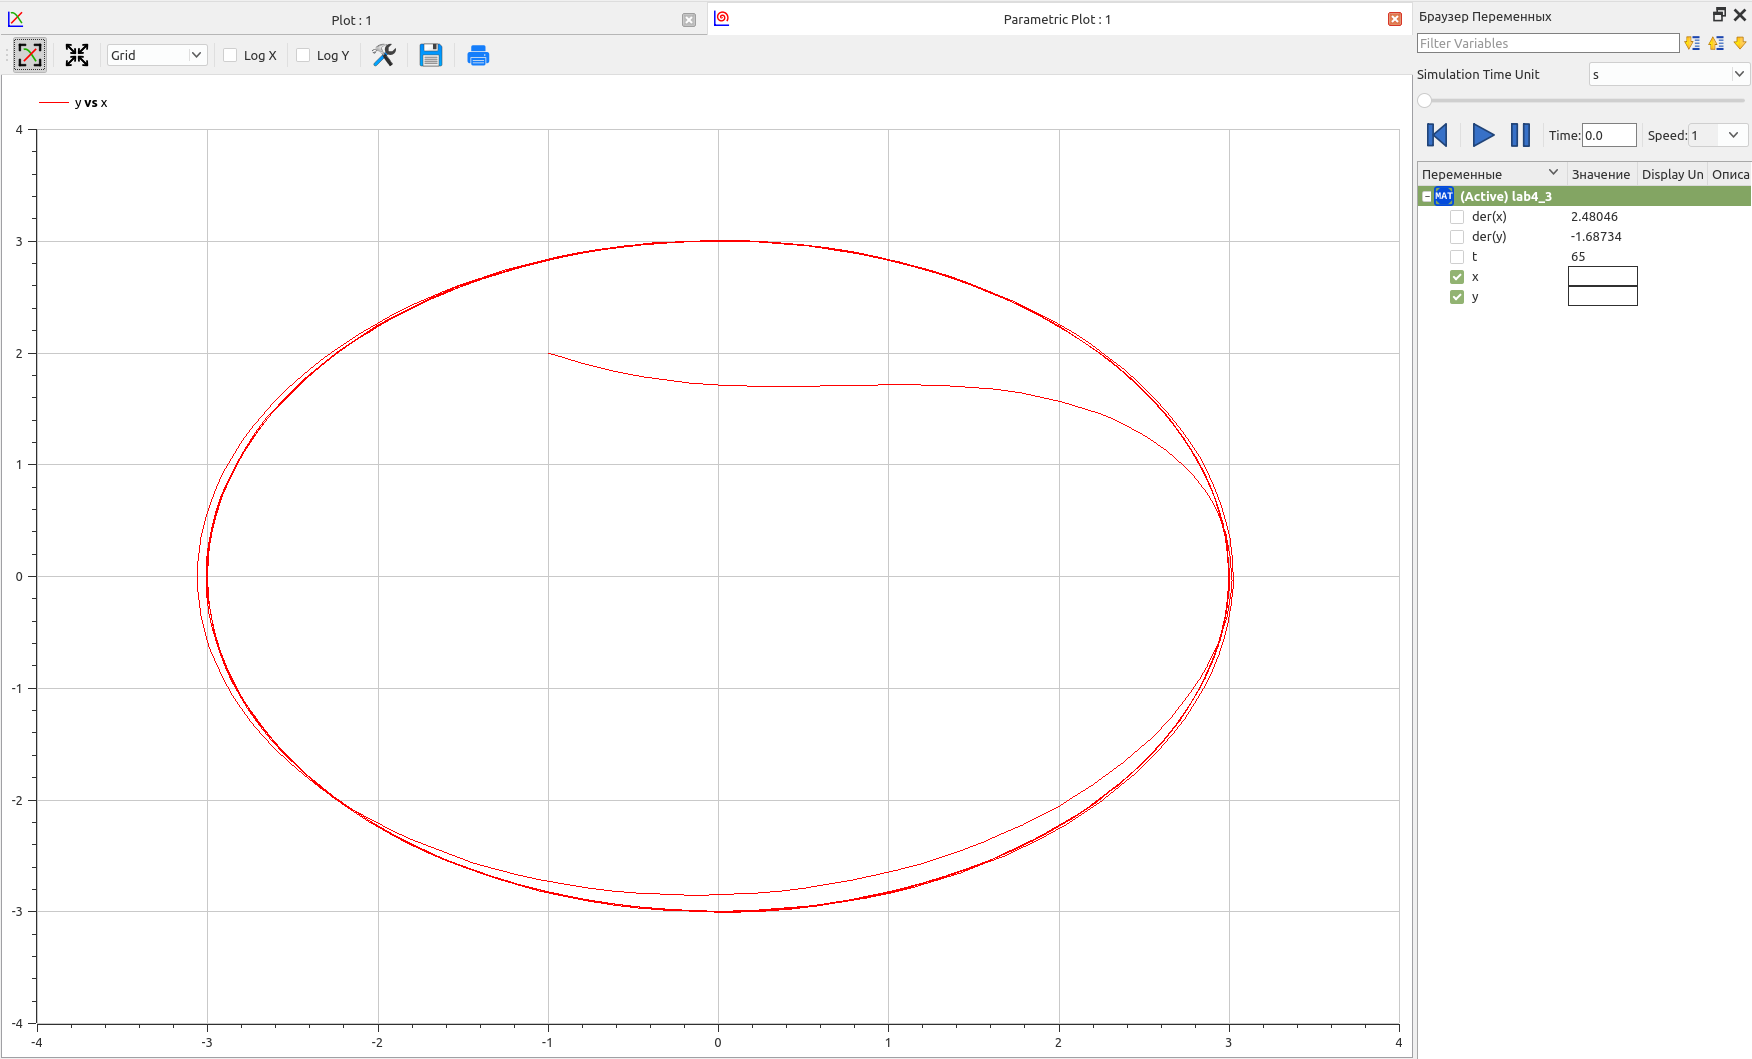 Plot : 1
Parametric Plot : 1
Браузер Переменных
Grid
Log X
Log Y
Filter Variables
Simulation Time Unit
s
Time: 0.0
Speed: 1
y vs x
Переменные
Значение
Display Un
Описа
MAT
(Active) lab4_3
der(x)
2.48046
der(y)
-1.68734
t
65
x
y
4
3
2
1
0
-1
-2
-3
-4
-4
-3
-2
-1
0
1
2
3
4